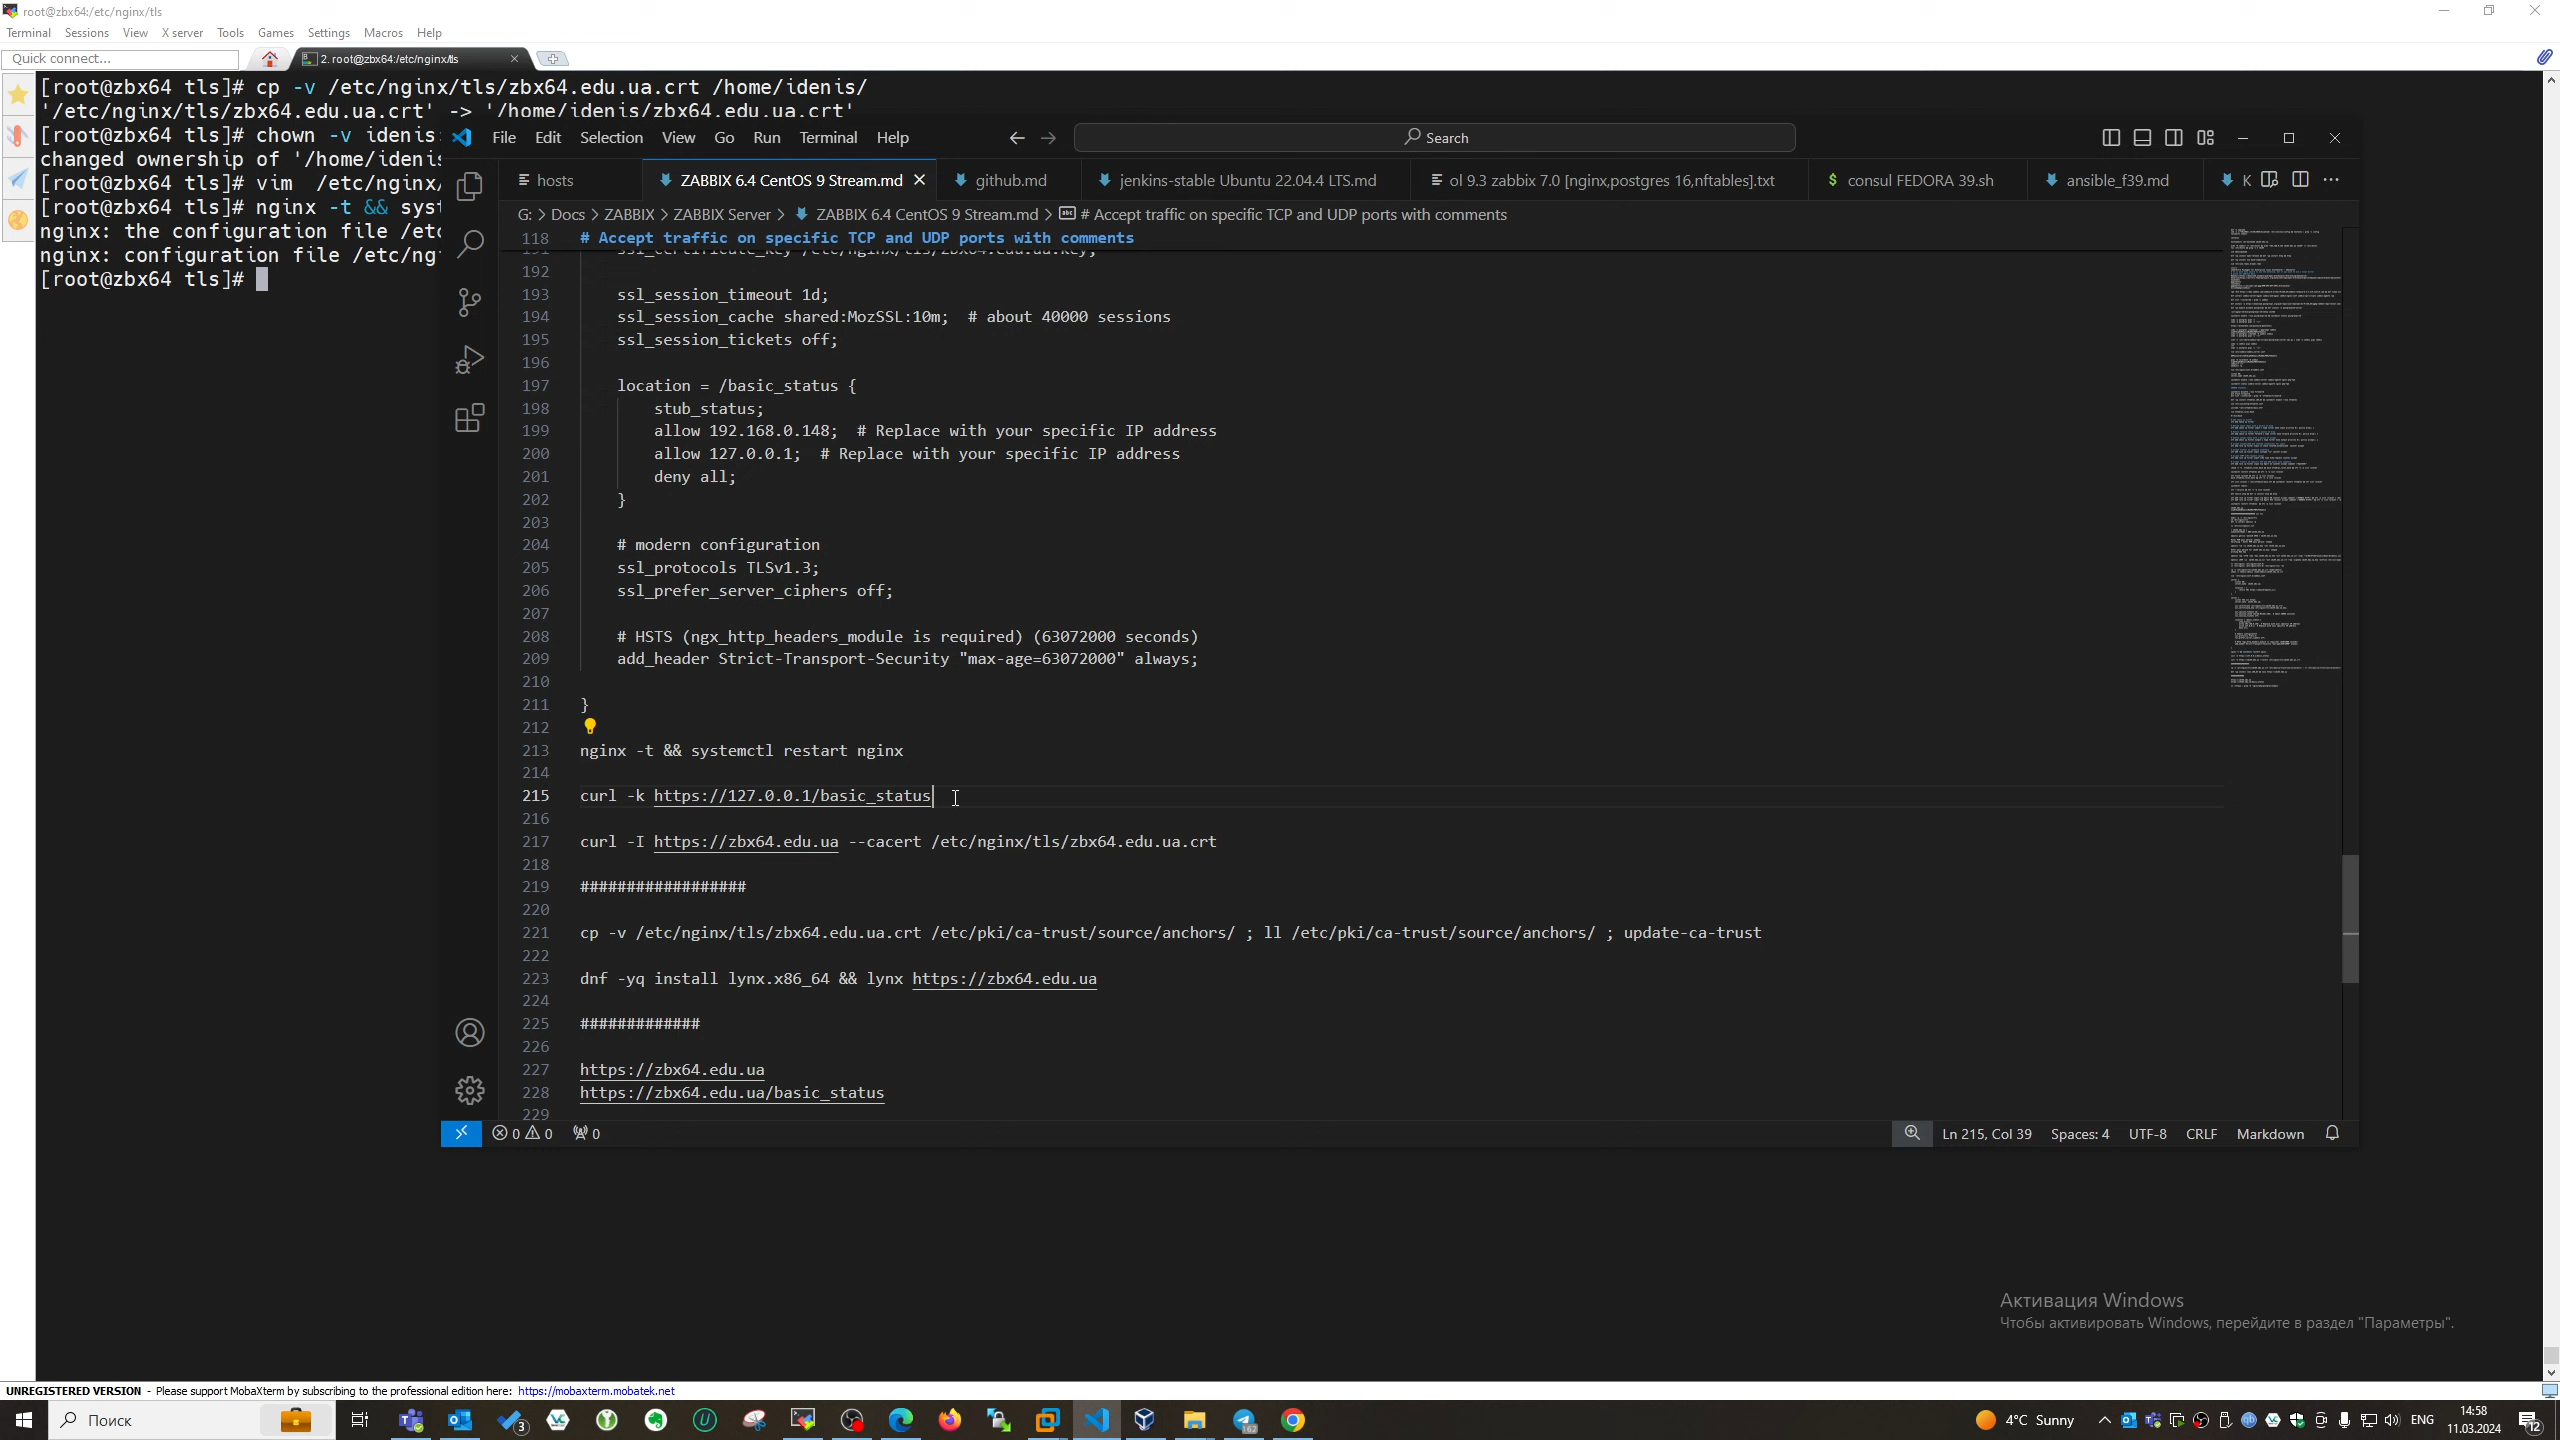 root@zbx64:/etc/nginx/tls
Terminal Sessions View X server Tools Games Settings Macros Help
Quick connect...
2. root@zbx64:/etc/nginx/tls
[root@zbx64 tls]# cp -v /etc/nginx/tls/zbx64.edu.ua.crt /home/idenis/
'/etc/nginx/tls/zbx64.edu.ua.crt' -> '/home/idenis/zbx64.edu.ua.crt'
[root@zbx64 tls]# chown -v idenis:
changed ownership of '/home/idenis
[root@zbx64 tls]# vim /etc/nginx/
[root@zbx64 tls]# nginx -t && syst
nginx: the configuration file /etc
nginx: configuration file /etc/ng
[root@zbx64 tls]#
File Edit Selection View Go Run Terminal Help
Search
hosts
ZABBIX 6.4 CentOS 9 Stream.md
github.md
jenkins-stable Ubuntu 22.04.4 LTS.md
ol 9.3 zabbix 7.0 [nginx,postgres 16,nftables].txt
$ consul FEDORA 39.sh
ansible_f39.md
K
G: > Docs > ZABBIX > ZABBIX Server > ZABBIX 6.4 CentOS 9 Stream.md > # Accept traffic on specific TCP and UDP ports with comments
118 # Accept traffic on specific TCP and UDP ports with comments
191 ssl_certificate_key /etc/nginx/tls/zbx64.edu.ua.key;
192
193 ssl_session_timeout 1d;
194 ssl_session_cache shared:MozSSL:10m; # about 40000 sessions
195 ssl_session_tickets off;
196
197 location = /basic_status {
198 stub_status;
199 allow 192.168.0.148; # Replace with your specific IP address
200 allow 127.0.0.1; # Replace with your specific IP address
201 deny all;
202 }
203
204 # modern configuration
205 ssl_protocols TLSv1.3;
206 ssl_prefer_server_ciphers off;
207
208 # HSTS (ngx_http_headers_module is required) (63072000 seconds)
209 add_header Strict-Transport-Security "max-age=63072000" always;
210
211 }
212
213 nginx -t && systemctl restart nginx
214
215 curl -k https://127.0.0.1/basic_status
216
217 curl -I https://zbx64.edu.ua --cacert /etc/nginx/tls/zbx64.edu.ua.crt
218
219 ##################
220
221 cp -v /etc/nginx/tls/zbx64.edu.ua.crt /etc/pki/ca-trust/source/anchors/ ; ll /etc/pki/ca-trust/source/anchors/ ; update-ca-trust
222
223 dnf -yq install lynx.x86_64 && lynx https://zbx64.edu.ua
224
225 #############
226
227 https://zbx64.edu.ua
228 https://zbx64.edu.ua/basic_status
229
0 0 0
Ln 215, Col 39 Spaces: 4 UTF-8 CRLF Markdown
Активация Windows
Чтобы активировать Windows, перейдите в раздел "Параметры".
UNREGISTERED VERSION - Please support MobaXterm by subscribing to the professional edition here: https://mobaxterm.mobatek.net
Поиск
3
162
4°C Sunny
ENG
14:58
11.03.2024
12